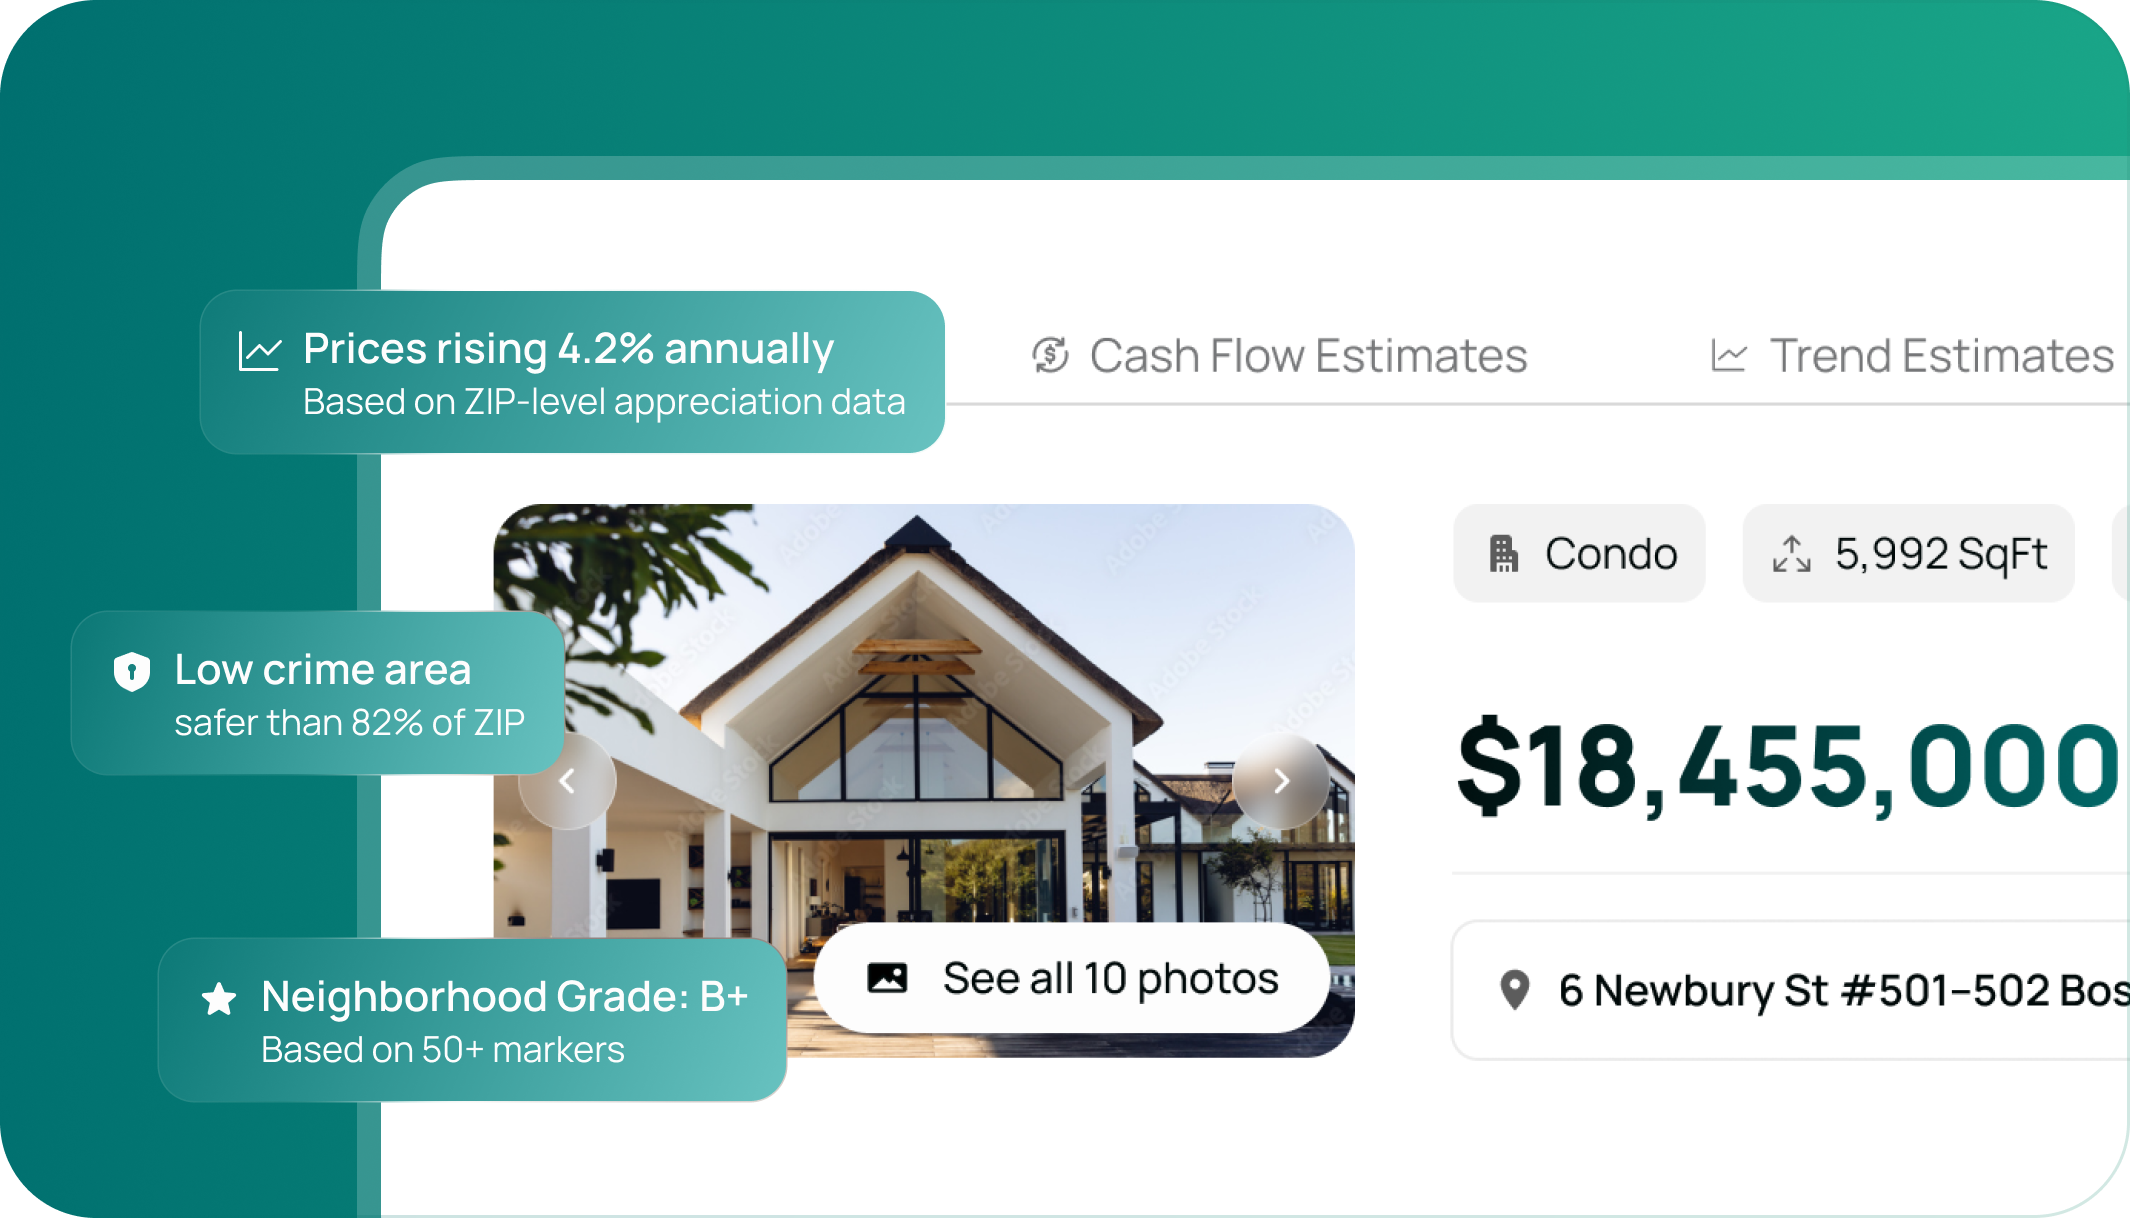 Prices rising 4.2% annually
Based on ZIP-level appreciation data
Cash Flow Estimates
Trend Estimates
Condo
5,992 SqFt
Low crime area
safer than 82% of ZIP
$18,455,000
Neighborhood Grade: B+
Based on 50+ markers
See all 10 photos
6 Newbury St #501-502 Bos
Adobe Stock